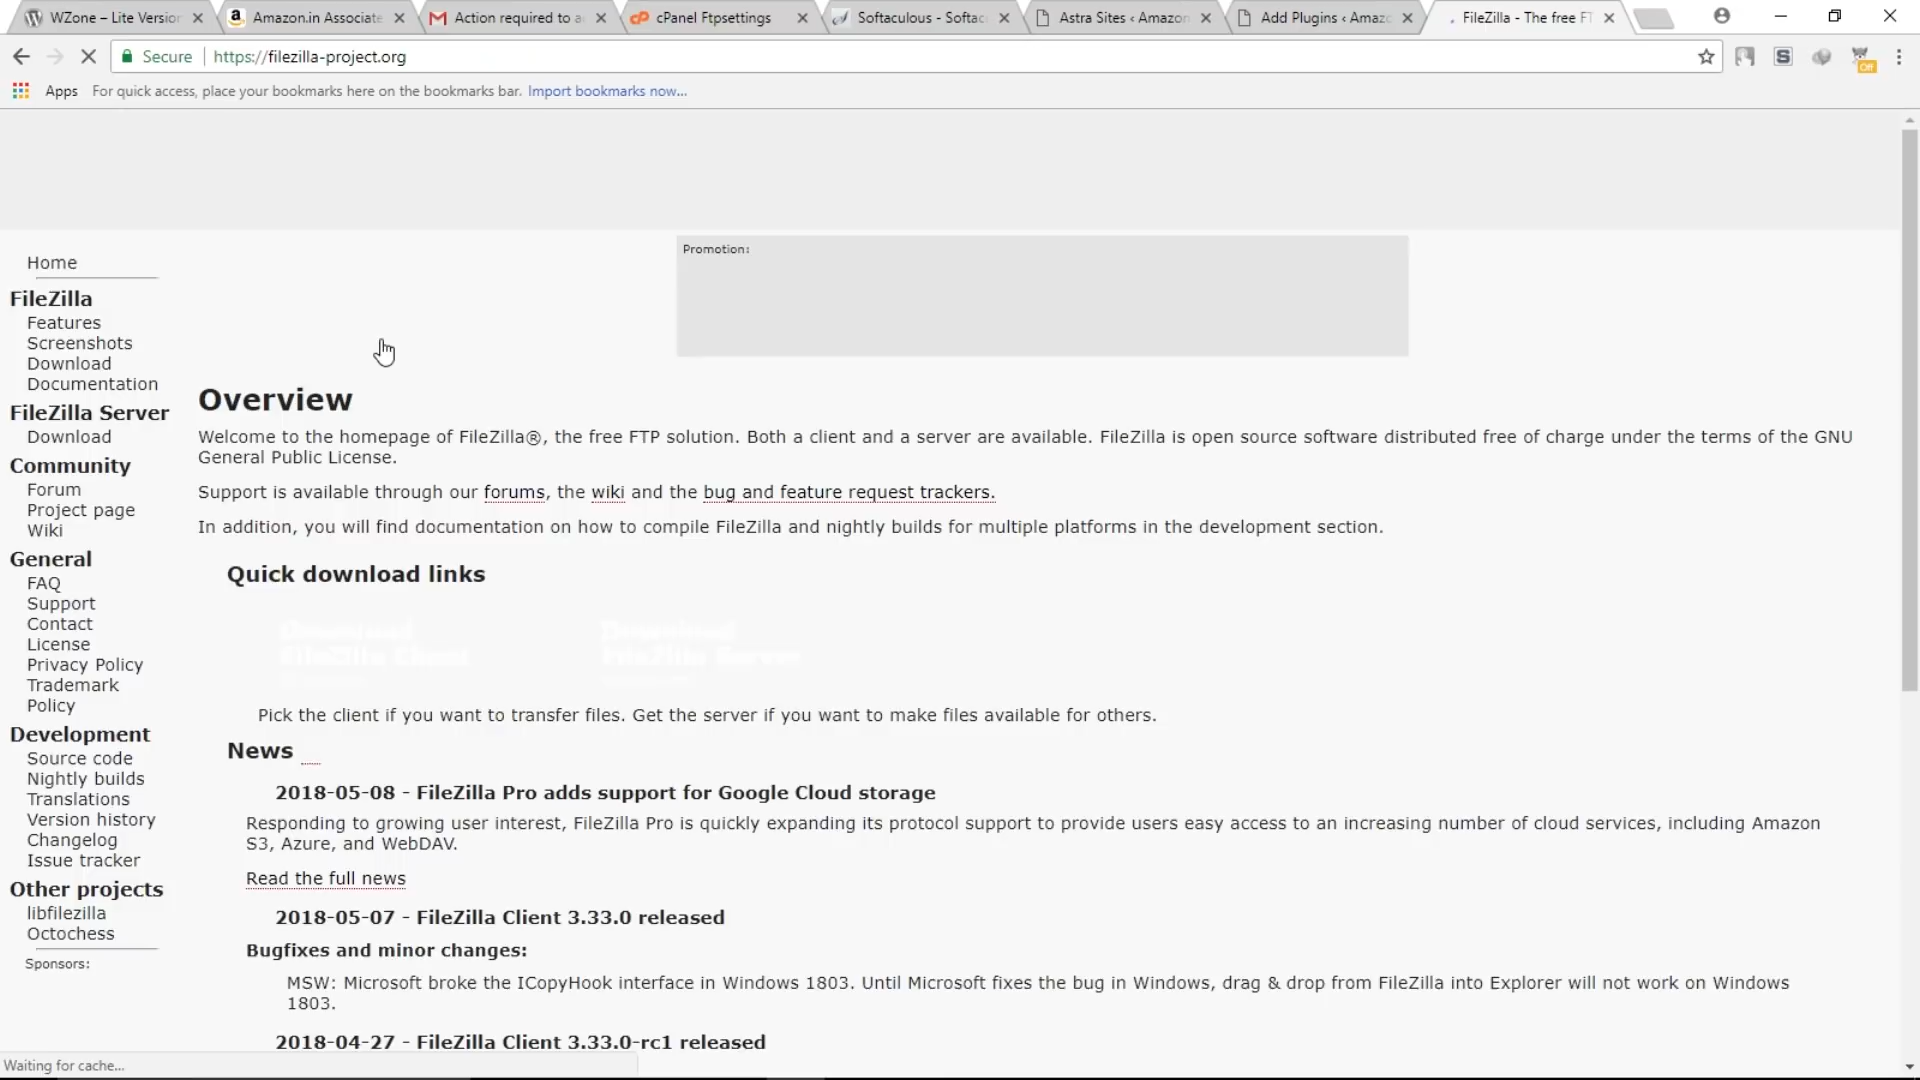 WZone – Lite Version
Amazon.in Associate
Action required to a
cPanel Ftpsettings
Softaculous - Softac
Astra Sites ‹ Amazon
Add Plugins ‹ Amazo
FileZilla - The free FT
Secure https://filezilla-project.org
Off
Apps For quick access, place your bookmarks here on the bookmarks bar. Import bookmarks now...
Promotion:
Home
FileZilla
Features
Screenshots
Download
Documentation
FileZilla Server
Download
Community
Forum
Project page
Wiki
General
FAQ
Support
Contact
License
Privacy Policy
Trademark
Policy
Development
Source code
Nightly builds
Translations
Version history
Changelog
Issue tracker
Other projects
libfilezilla
Octochess
Sponsors:
Overview
Welcome to the homepage of FileZilla®, the free FTP solution. Both a client and a server are available. FileZilla is open source software distributed free of charge under the terms of the GNU
General Public License.
Support is available through our forums, the wiki and the bug and feature request trackers.
In addition, you will find documentation on how to compile FileZilla and nightly builds for multiple platforms in the development section.
Quick download links
Download
FileZilla Client
Download
FileZilla Server
Pick the client if you want to transfer files. Get the server if you want to make files available for others.
News
2018-05-08 - FileZilla Pro adds support for Google Cloud storage
Responding to growing user interest, FileZilla Pro is quickly expanding its protocol support to provide users easy access to an increasing number of cloud services, including Amazon
S3, Azure, and WebDAV.
Read the full news
2018-05-07 - FileZilla Client 3.33.0 released
Bugfixes and minor changes:
MSW: Microsoft broke the ICopyHook interface in Windows 1803. Until Microsoft fixes the bug in Windows, drag & drop from FileZilla into Explorer will not work on Windows
1803.
2018-04-27 - FileZilla Client 3.33.0-rc1 released
Waiting for cache...